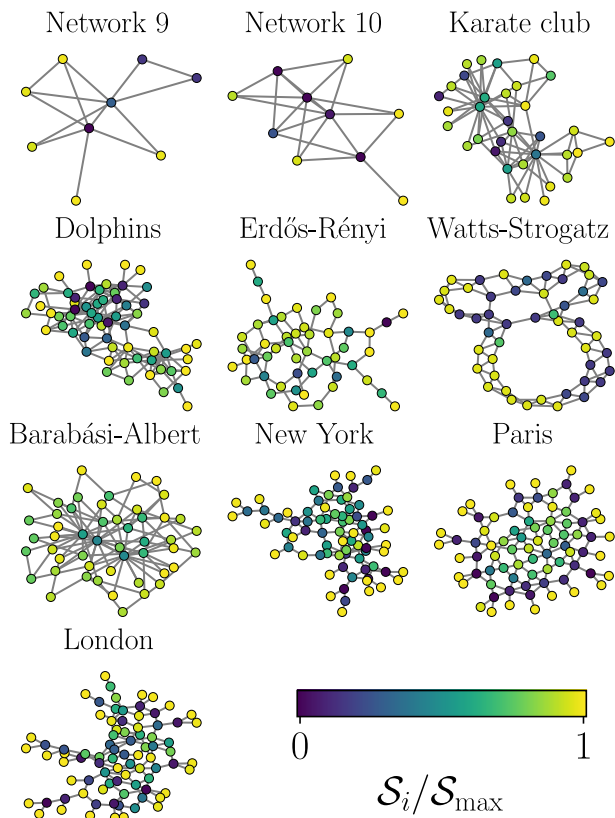 Network 9 Network 10 Karate club
Dolphins Erdős-Rényi Watts-Strogatz
Barabási-Albert New York Paris
London
0 1
𝒮i/𝒮max